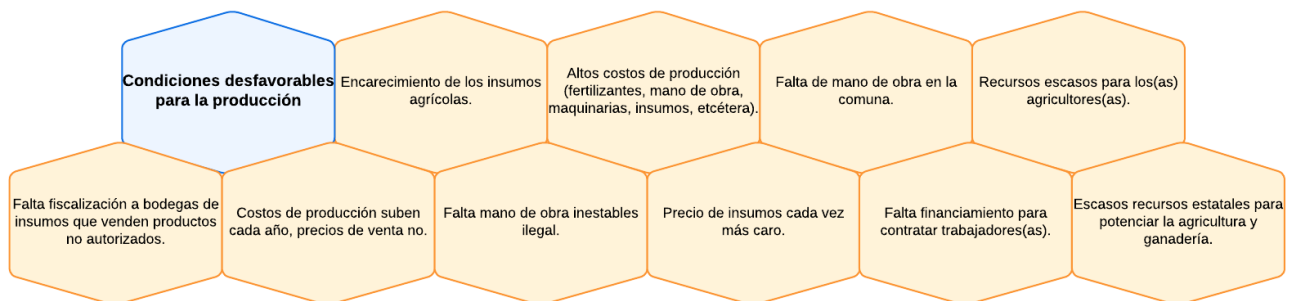 Condiciones desfavorables
para la producción
Encarecimiento de los insumos
agrícolas.
Altos costos de producción
(fertilizantes, mano de obra,
maquinarias, insumos, etcétera).
Falta de mano de obra en la
comuna.
Recursos escasos para los(as)
agricultores(as).
Falta fiscalización a bodegas de
insumos que venden productos
no autorizados.
Costos de producción suben
cada año, precios de venta no.
Falta mano de obra inestables
ilegal.
Precio de insumos cada vez
más caro.
Falta financiamiento para
contratar trabajadores(as).
Escasos recursos estatales para
potenciar la agricultura y
ganadería.